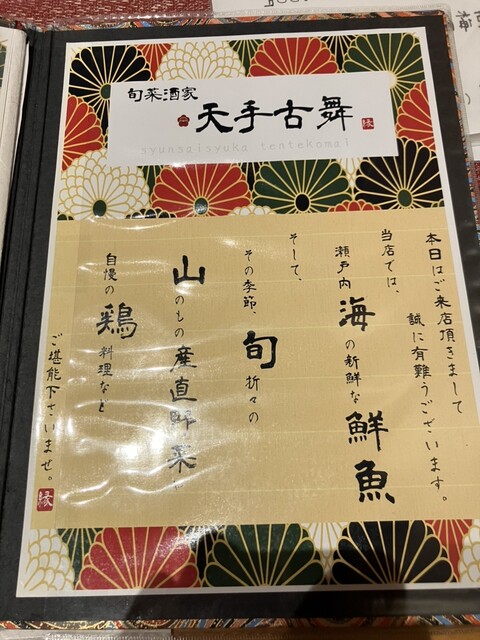 旬菜酒家
天手古舞
縁
syunsaisyuka tentekomai
本日はご来店頂きまして
誠に有難うございます。
当店では、
瀬戸内 海 の新鮮な 鮮魚
そして、
その季節、旬 折々の
山 のもの 産直野菜、
自慢の 鶏 料理など
ご堪能下さいませ。
縁